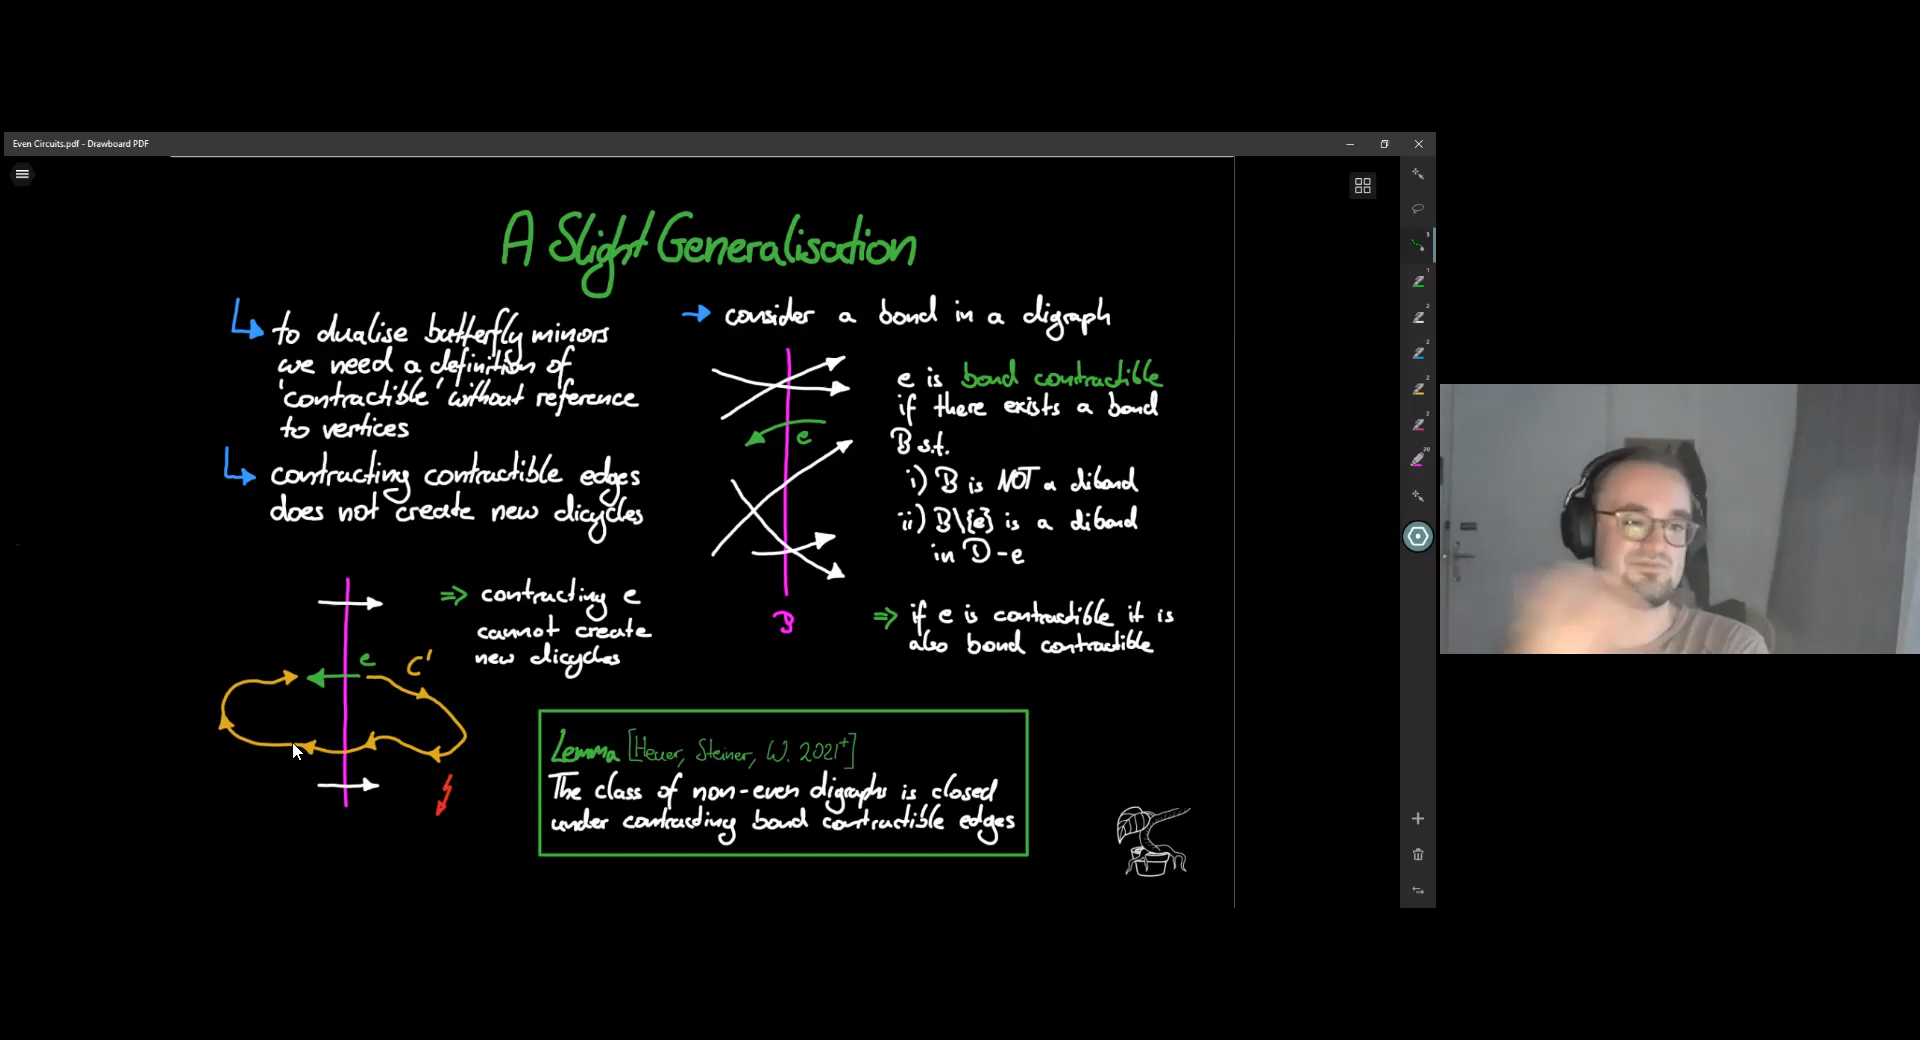 Even Circuits.pdf - Drawboard PDF
A Slight Generalisation
to dualise butterfly minors
we need a definition of
'contractible' without reference
to vertices
contracting contractible edges
does not create new dicycles
e
C'
=> contracting e
cannot create
new dicycles
→ consider a bond in a digraph
e
B
e is bond contractible
if there exists a bond
B s.t.
i) B is NOT a dibond
ii) B\{e} is a dibond
in D-e
=> if e is contractible it is
also bond contractible
Lemma [Heuer, Steiner, W. 2021+]
The class of non-even digraphs is closed
under contracting bond contractible edges